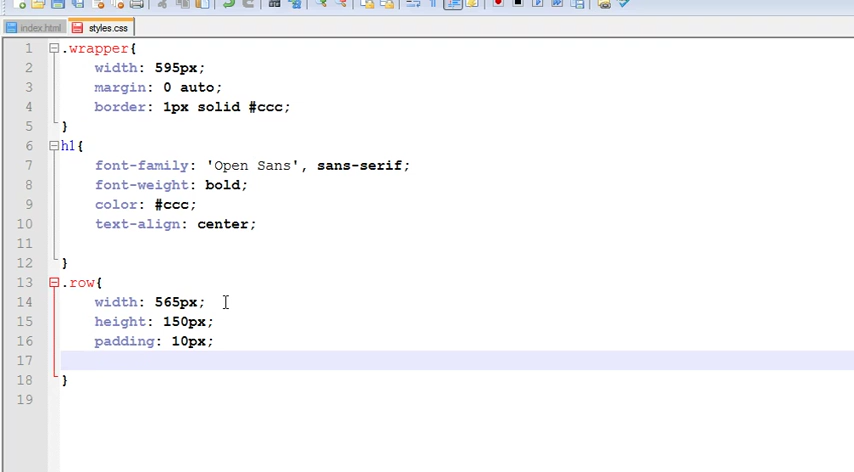 index.html styles.css
1 .wrapper{
2 width: 595px;
3 margin: 0 auto;
4 border: 1px solid #ccc;
5 }
6 h1{
7 font-family: 'Open Sans', sans-serif;
8 font-weight: bold;
9 color: #ccc;
10 text-align: center;
11
12 }
13 .row{
14 width: 565px;
15 height: 150px;
16 padding: 10px;
17
18 }
19